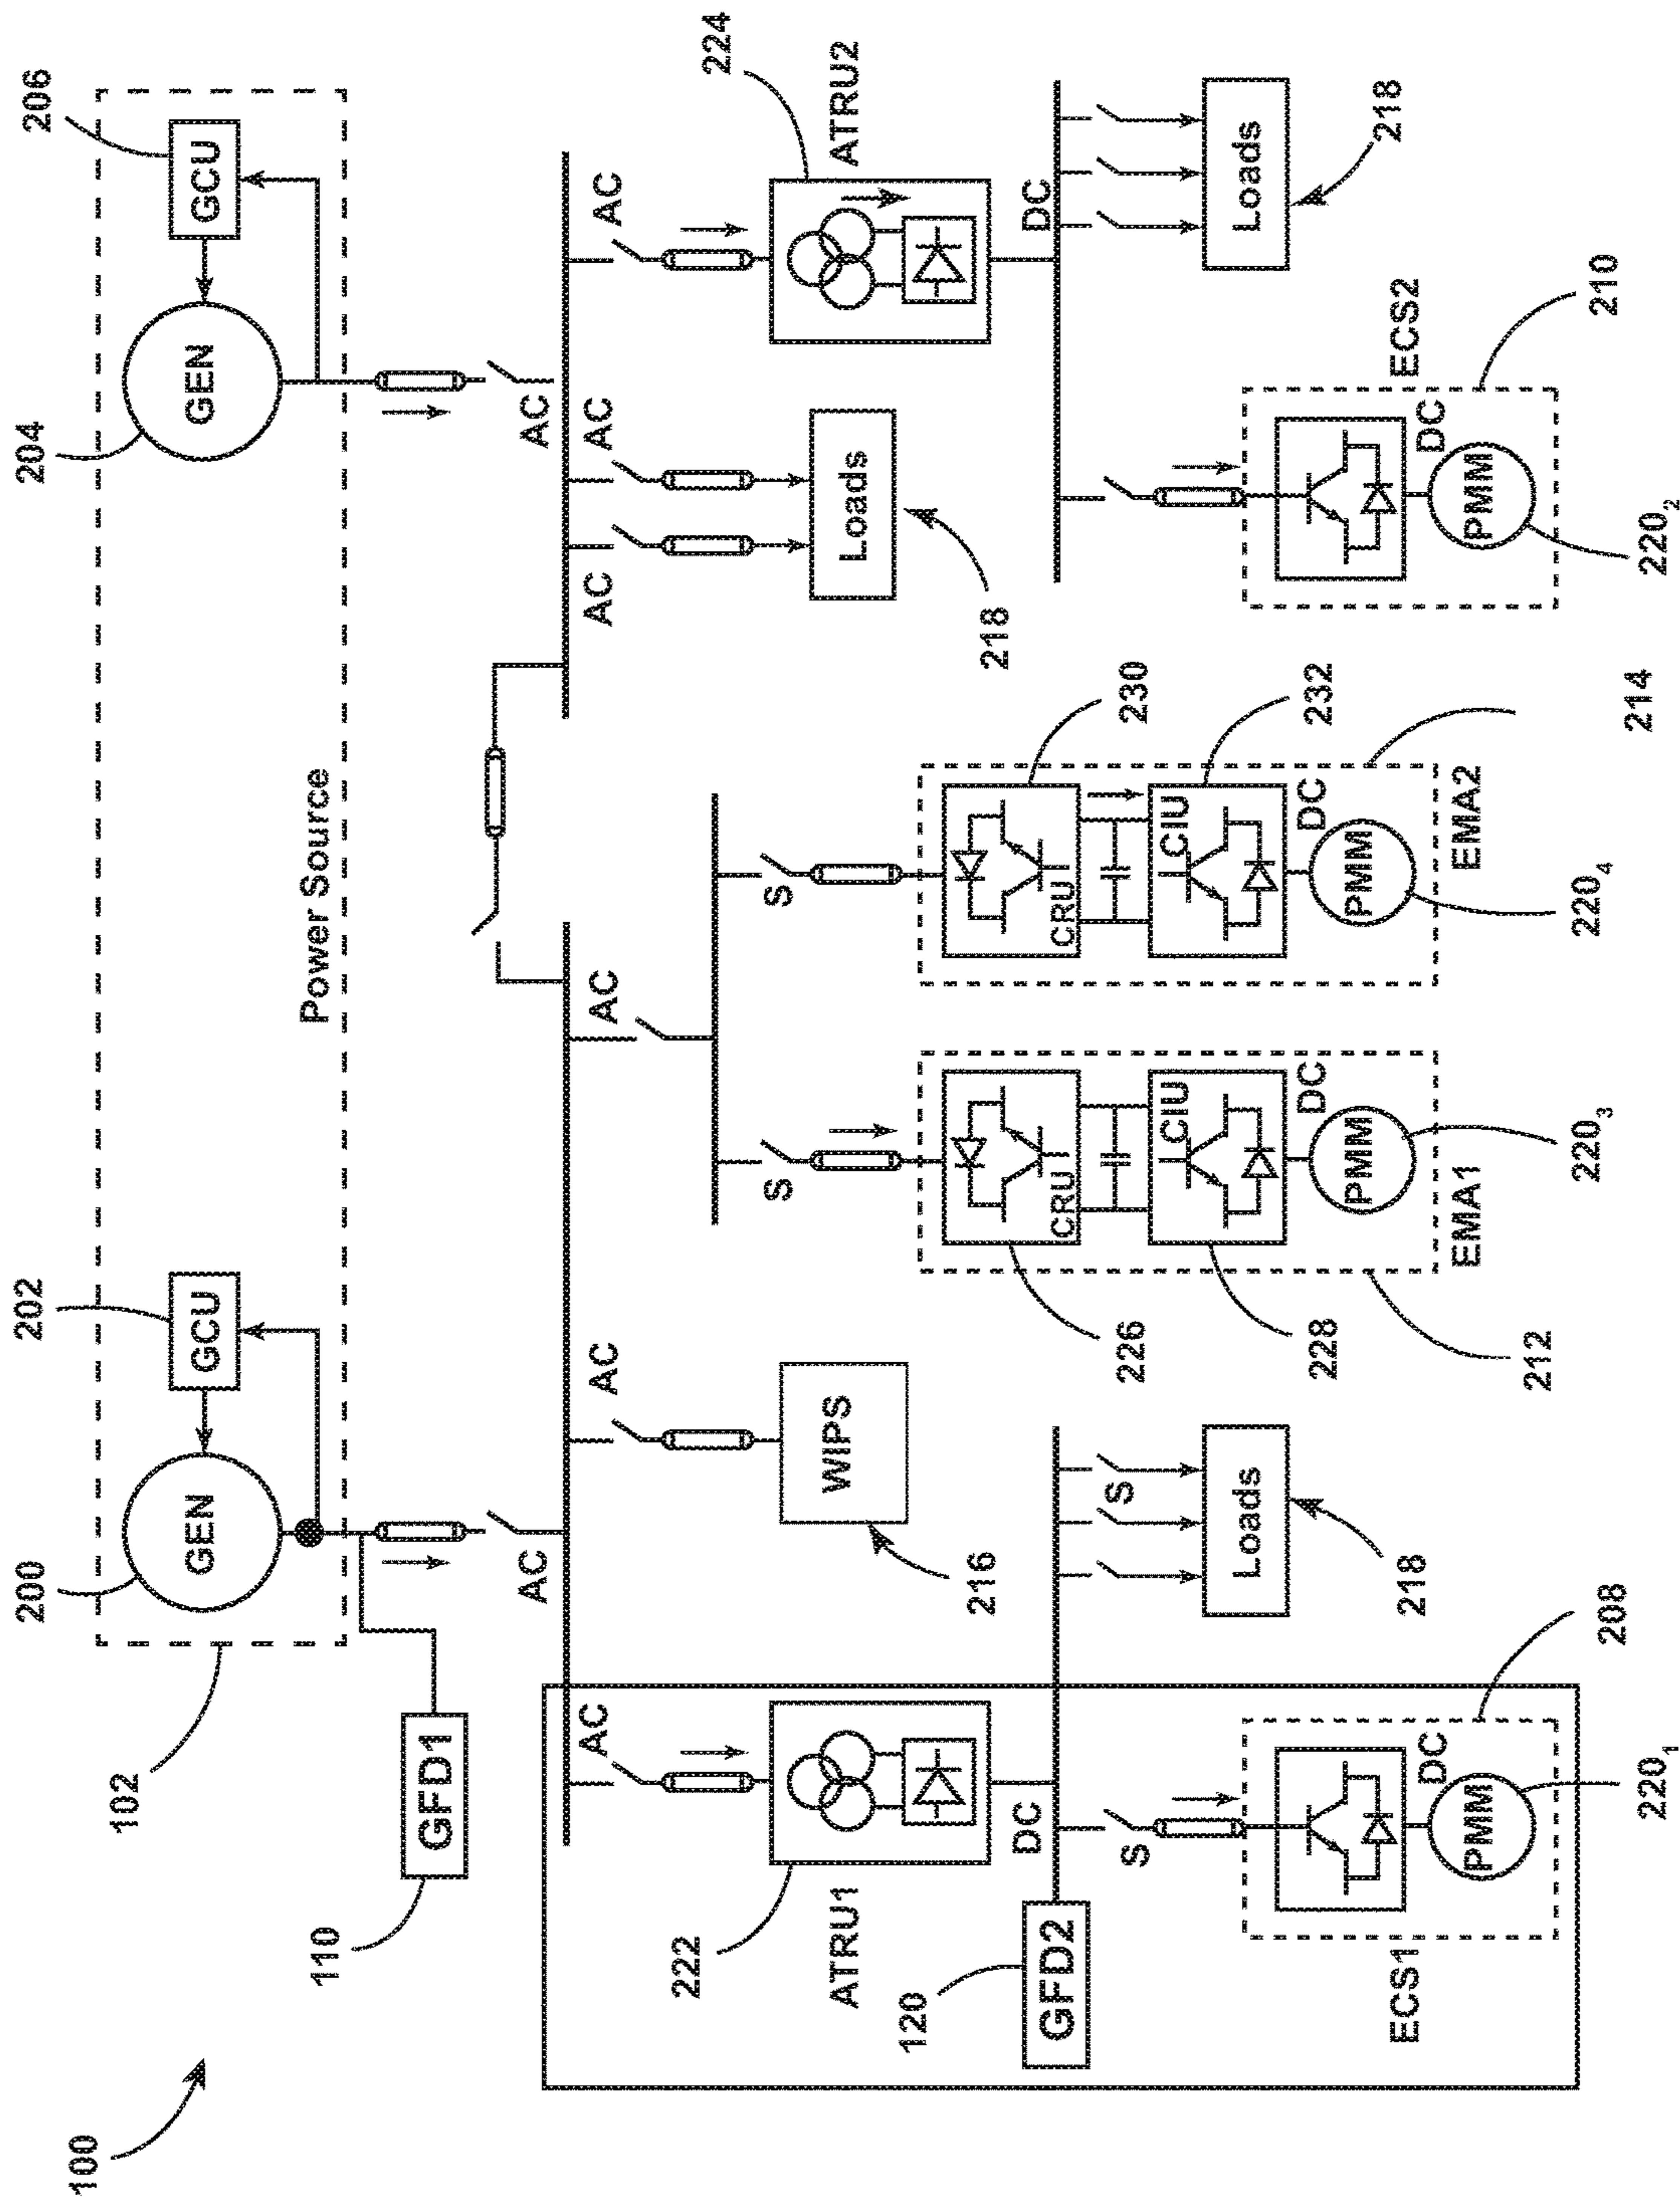 100
102
200
202
204
206
GEN
GCU
GEN
GCU
Power Source
110
GFD1
AC
AC
AC
AC
AC
AC
AC
AC
222
ATRU1
WIPS
216
Loads
218
224
ATRU2
S
S
226
CRU
228
CIU
DC
PMM
220₃
EMA1
212
230
CRU
232
CIU
DC
PMM
220₄
EMA2
214
DC
120
GFD2
S
S
Loads
218
DC
PMM
ECS1
208
220₁
DC
Loads
218
ECS2
210
DC
PMM
220₂